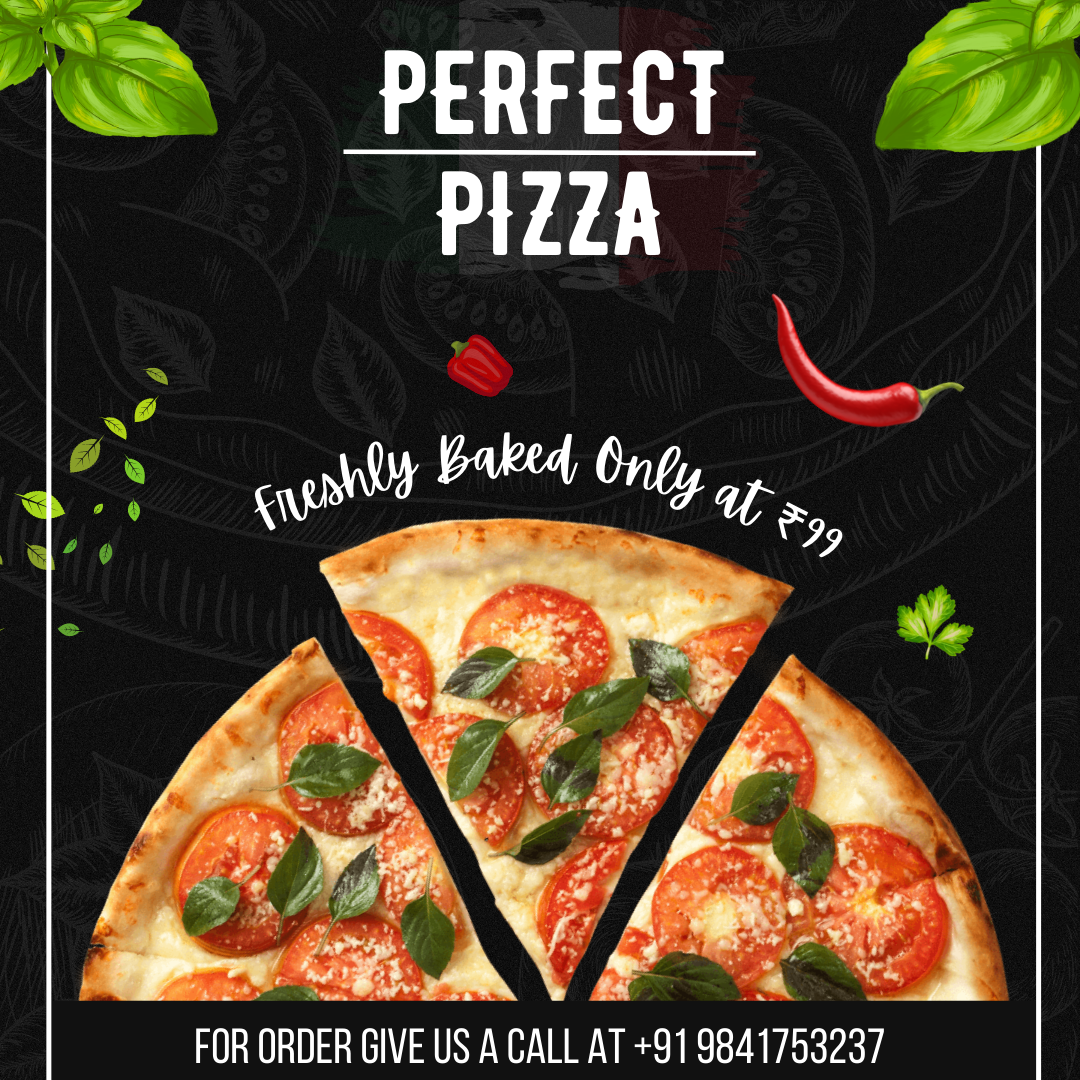 PERFECT
PIZZA
Freshly Baked Only at ₹99
FOR ORDER GIVE US A CALL AT +91 9841753237